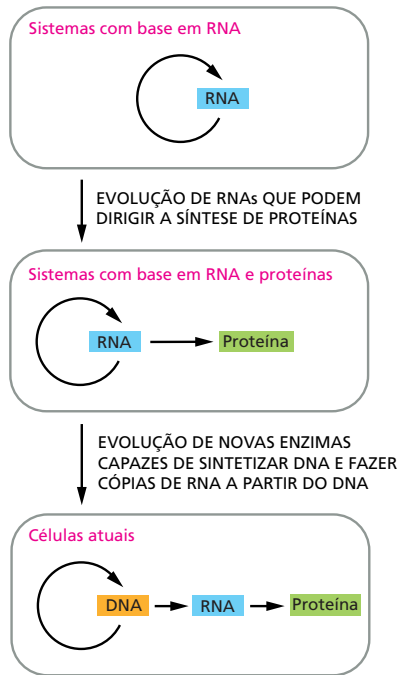 Sistemas com base em RNA
RNA
EVOLUÇÃO DE RNAs QUE PODEM
DIRIGIR A SÍNTESE DE PROTEÍNAS
Sistemas com base em RNA e proteínas
RNA Proteína
EVOLUÇÃO DE NOVAS ENZIMAS
CAPAZES DE SINTETIZAR DNA E FAZER
CÓPIAS DE RNA A PARTIR DO DNA
Células atuais
DNA RNA Proteína